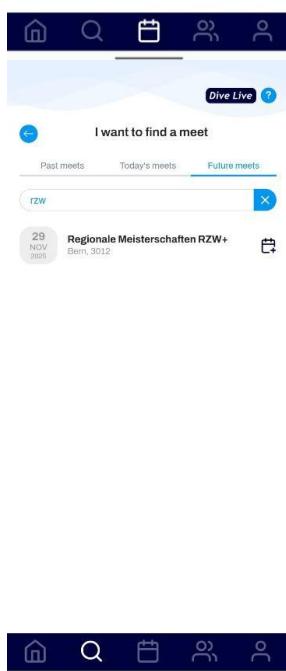 Dive Live ?
I want to find a meet
Past meets Today's meets Future meets
rzw
29
NOV
2025
Regionale Meisterschaften RZW+
Bern, 3012